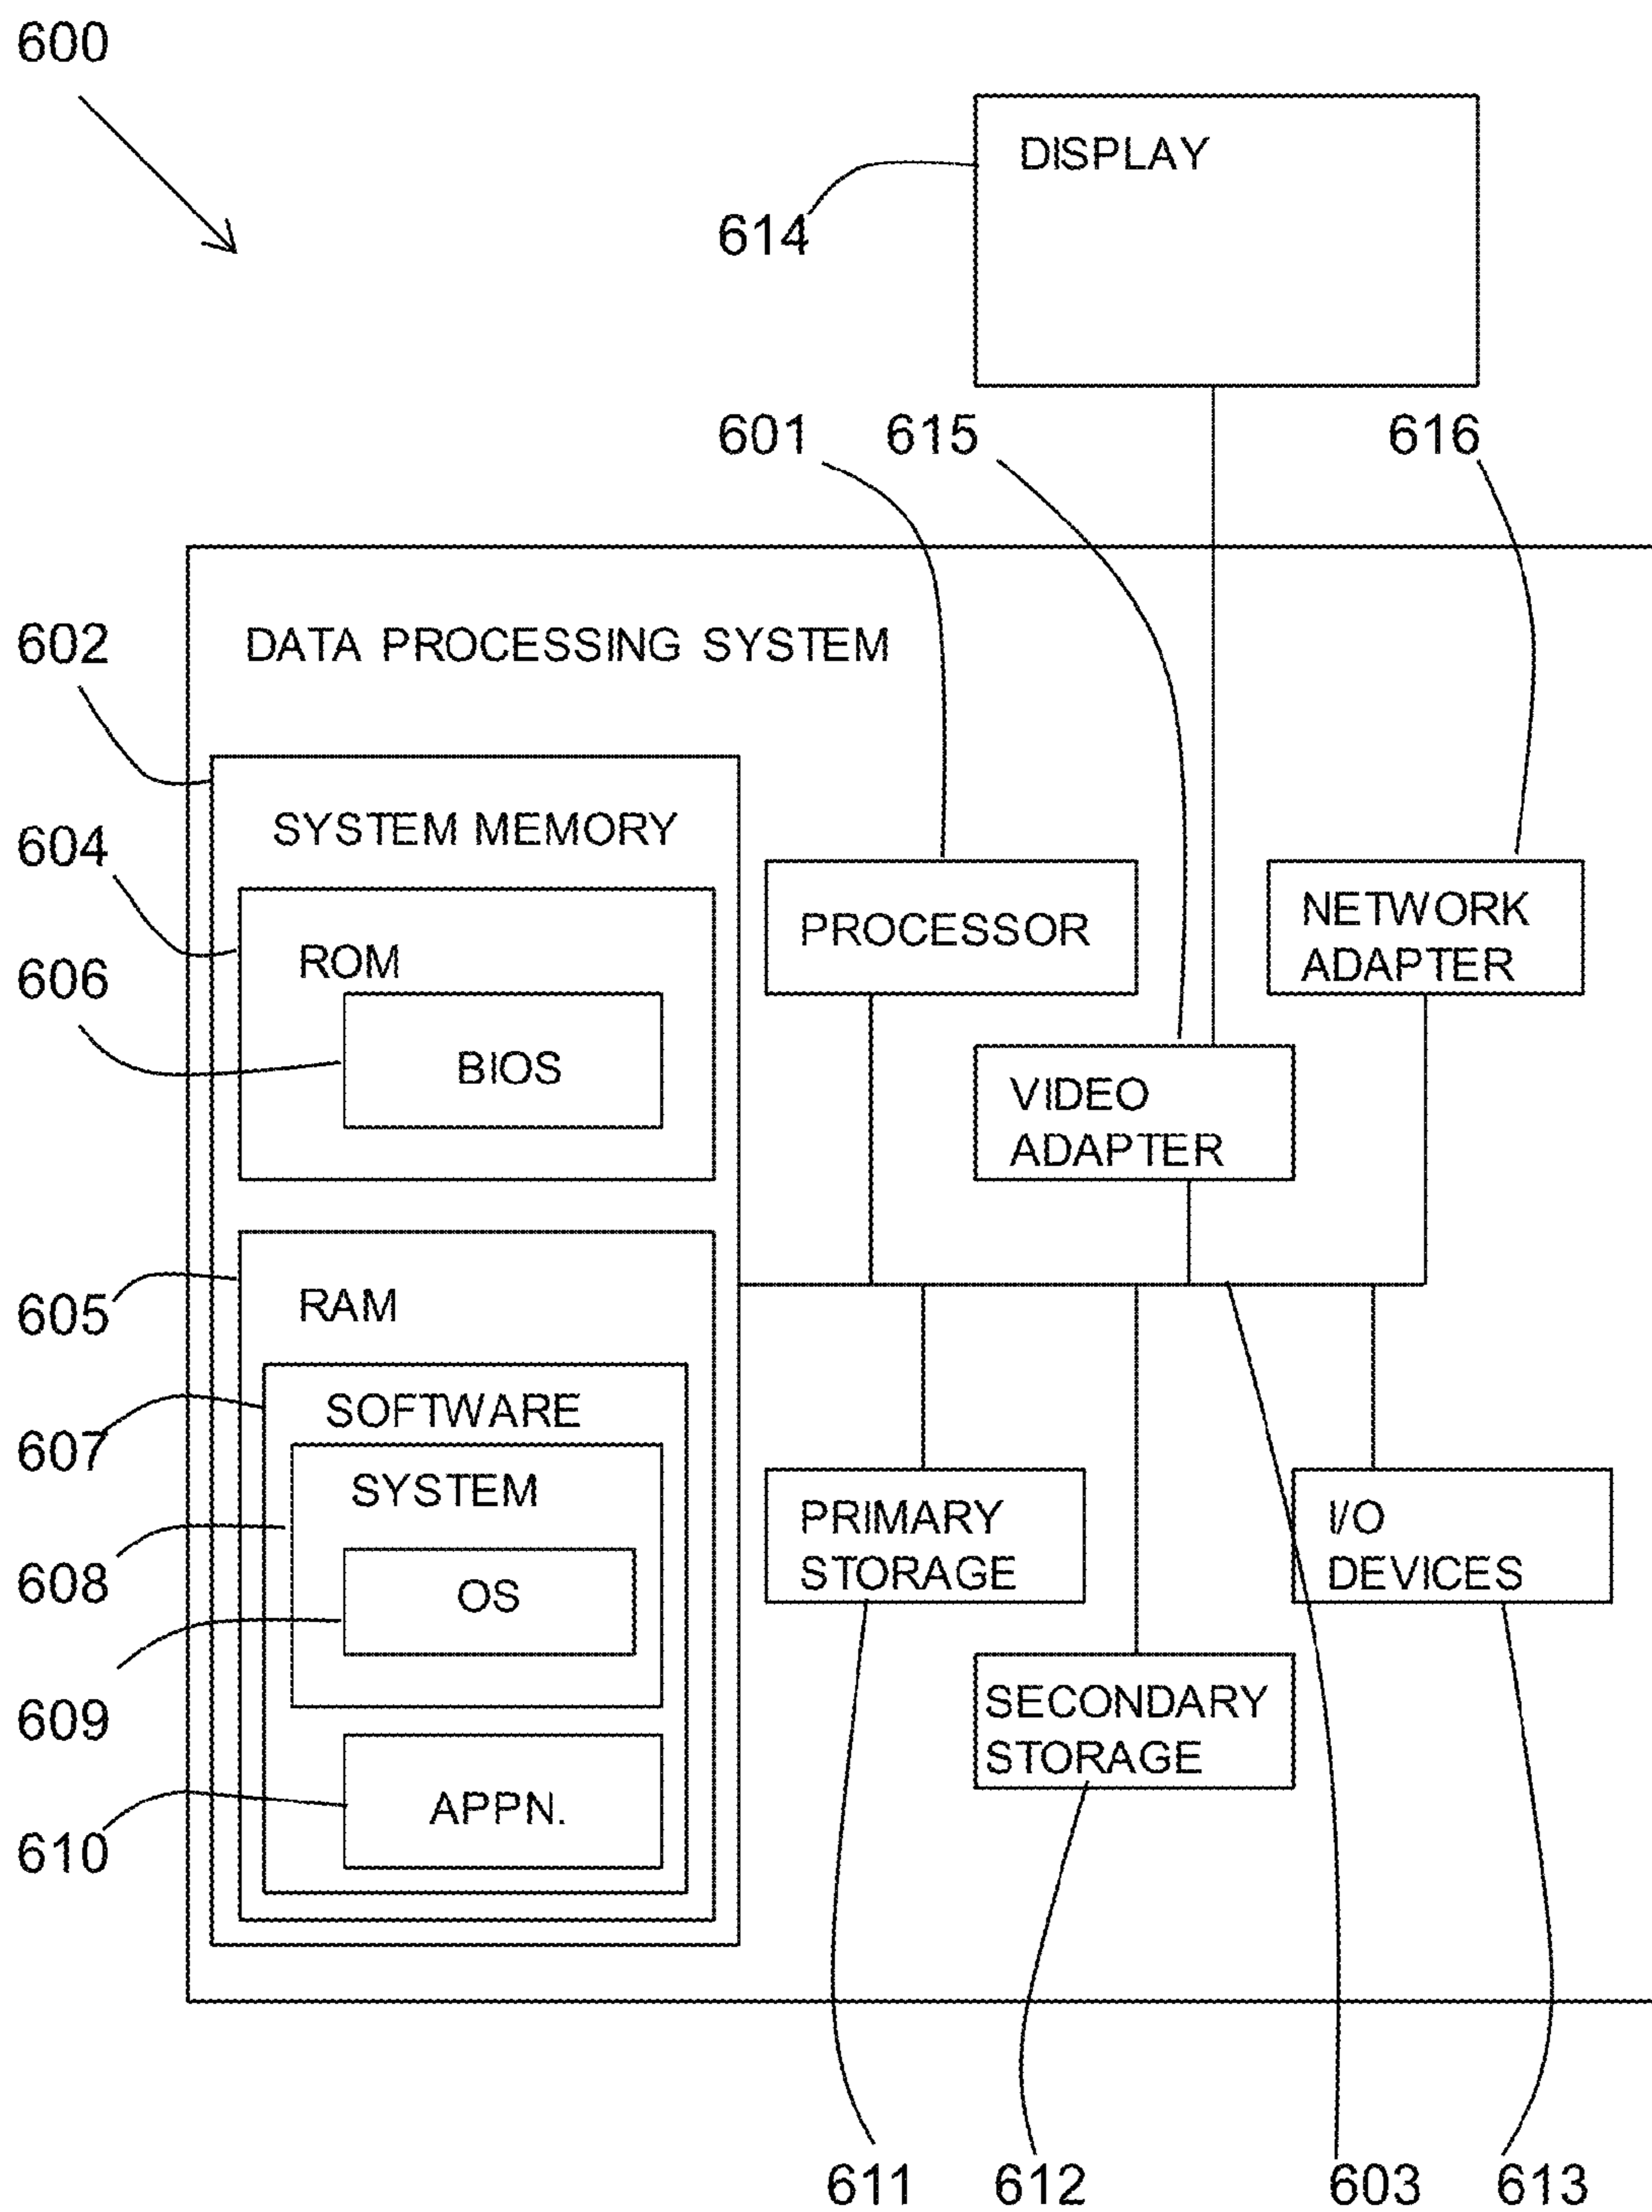 600
DISPLAY
614
601
615
616
602
DATA PROCESSING SYSTEM
SYSTEM MEMORY
604
ROM
606
BIOS
PROCESSOR
NETWORK
ADAPTER
VIDEO
ADAPTER
605
RAM
607
SOFTWARE
SYSTEM
608
OS
609
610
APPN.
PRIMARY
STORAGE
I/O
DEVICES
SECONDARY
STORAGE
611
612
603
613